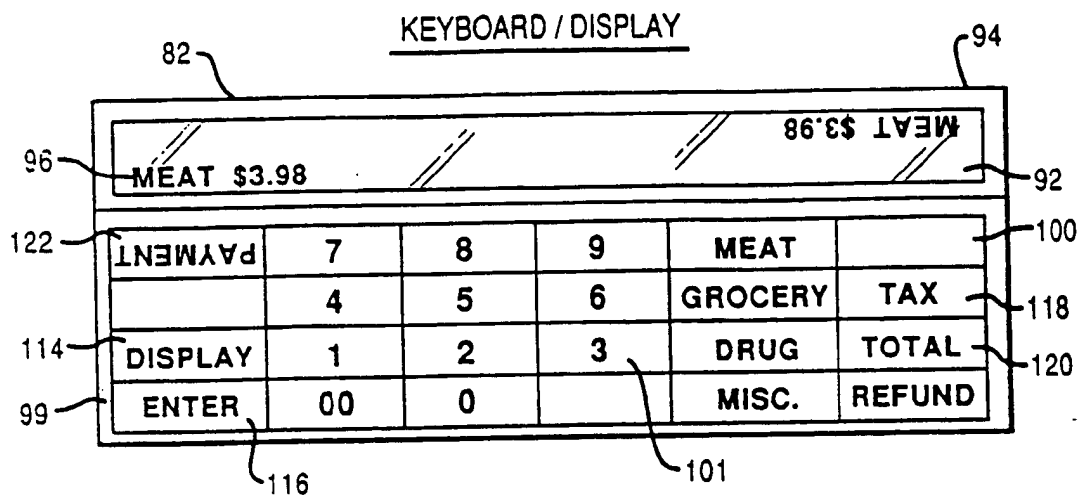 KEYBOARD / DISPLAY
82
94
MEAT $3.98
96
MEAT $3.98
92
122
PAYMENT 7 8 9 MEAT
100
4 5 6 GROCERY TAX
118
114
DISPLAY 1 2 3 DRUG TOTAL
120
99
ENTER 00 0 MISC. REFUND
116
101